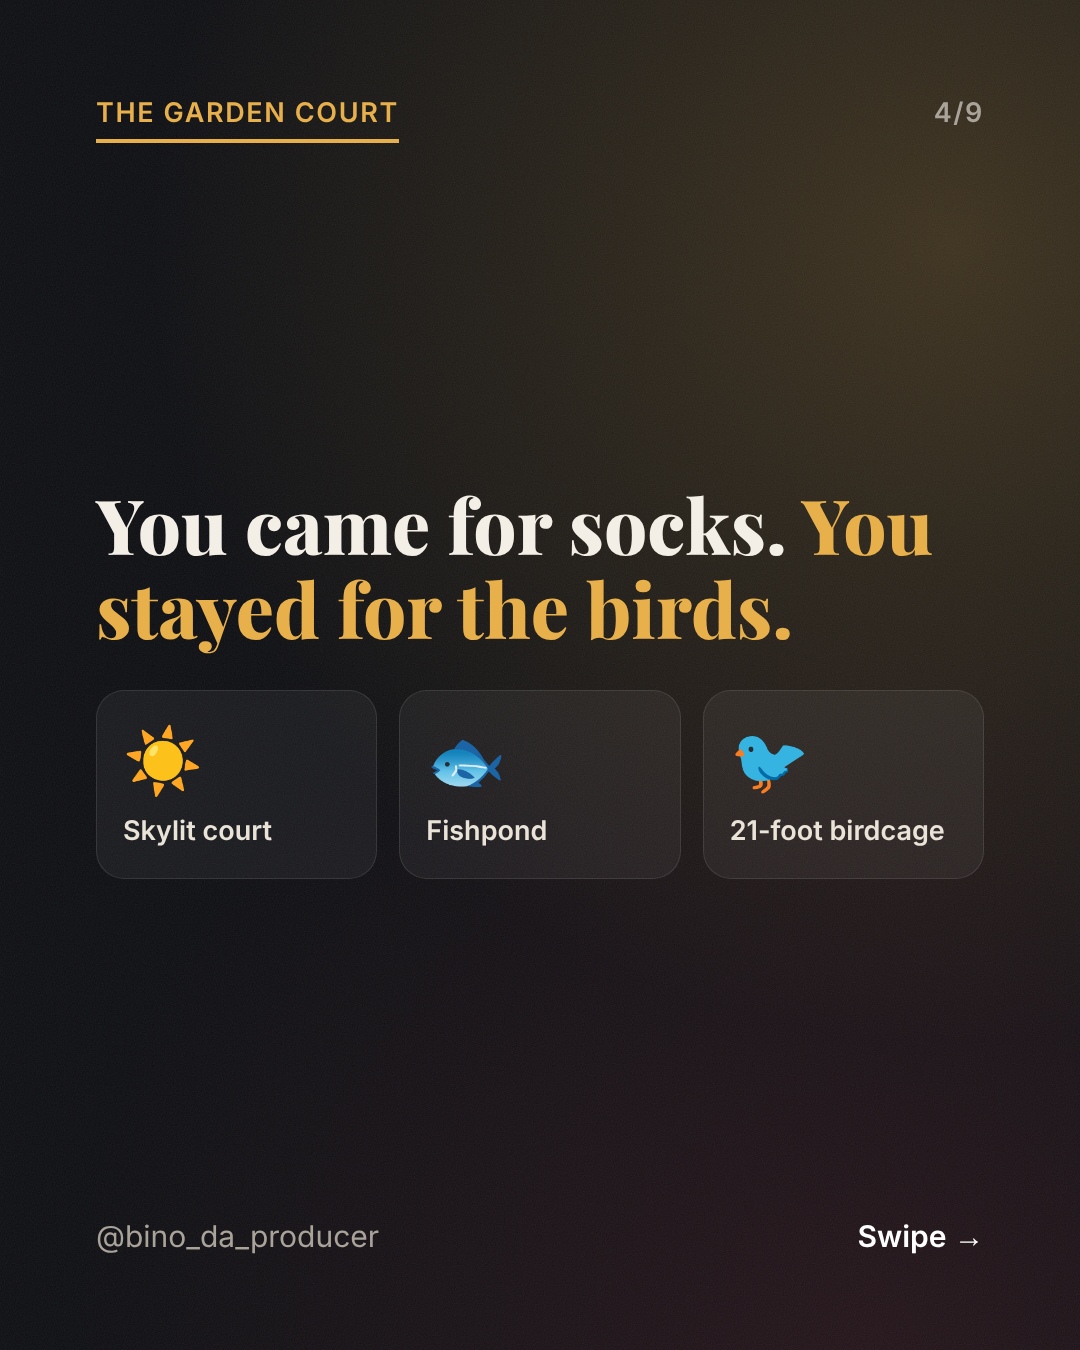 THE GARDEN COURT
4/9
You came for socks. You
stayed for the birds.
Skylit court
Fishpond
21-foot birdcage
@bino_da_producer
Swipe →